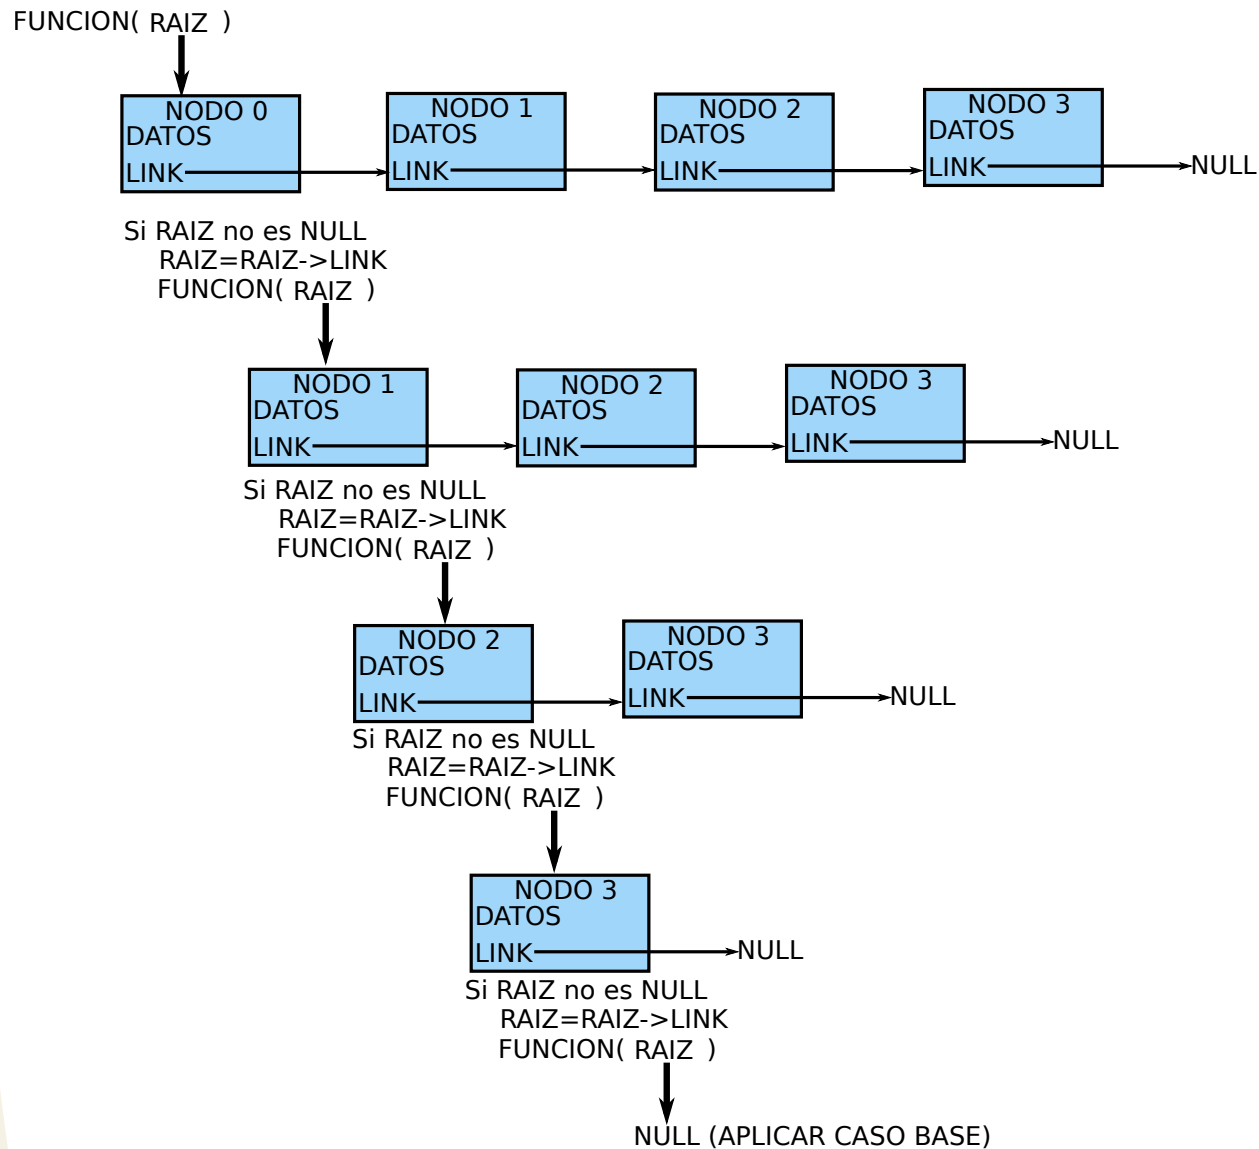 FUNCION( RAIZ )
NODO 0
DATOS
LINK
NODO 1
DATOS
LINK
NODO 2
DATOS
LINK
NODO 3
DATOS
LINK
NULL
Si RAIZ no es NULL
RAIZ=RAIZ->LINK
FUNCION( RAIZ )
NODO 1
DATOS
LINK
NODO 2
DATOS
LINK
NODO 3
DATOS
LINK
NULL
Si RAIZ no es NULL
RAIZ=RAIZ->LINK
FUNCION( RAIZ )
NODO 2
DATOS
LINK
NODO 3
DATOS
LINK
NULL
Si RAIZ no es NULL
RAIZ=RAIZ->LINK
FUNCION( RAIZ )
NODO 3
DATOS
LINK
NULL
Si RAIZ no es NULL
RAIZ=RAIZ->LINK
FUNCION( RAIZ )
NULL (APLICAR CASO BASE)